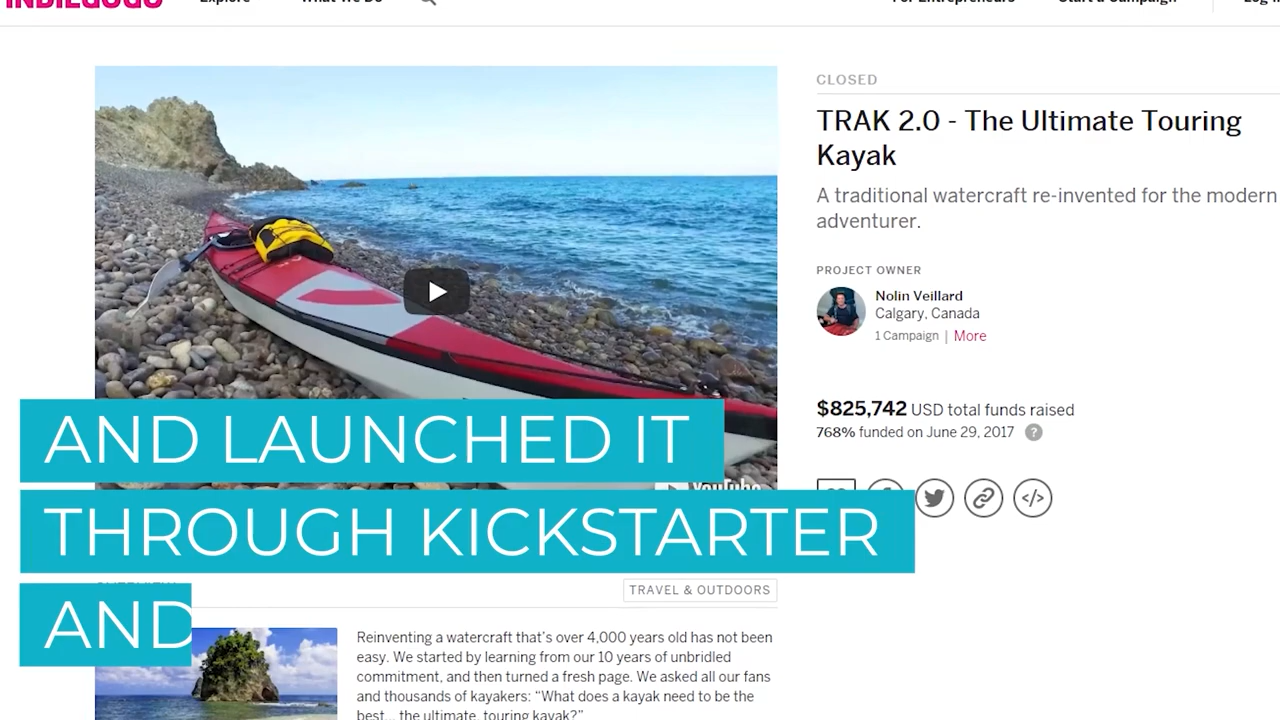 INDIEGOGO Explore What We Do For Entrepreneurs Start a Campaign
CLOSED
TRAK 2.0 - The Ultimate Touring
Kayak
A traditional watercraft re-invented for the modern
adventurer.
PROJECT OWNER
Nolin Veillard
Calgary, Canada
1 Campaign | More
$825,742 USD total funds raised
768% funded on June 29, 2017 ?
AND LAUNCHED IT
THROUGH KICKSTARTER
AND
YouTube
TRAVEL & OUTDOORS
Reinventing a watercraft that's over 4,000 years old has not been
easy. We started by learning from our 10 years of unbridled
commitment, and then turned a fresh page. We asked all our fans
and thousands of kayakers: “What does a kayak need to be the
best... the ultimate, touring kayak?”